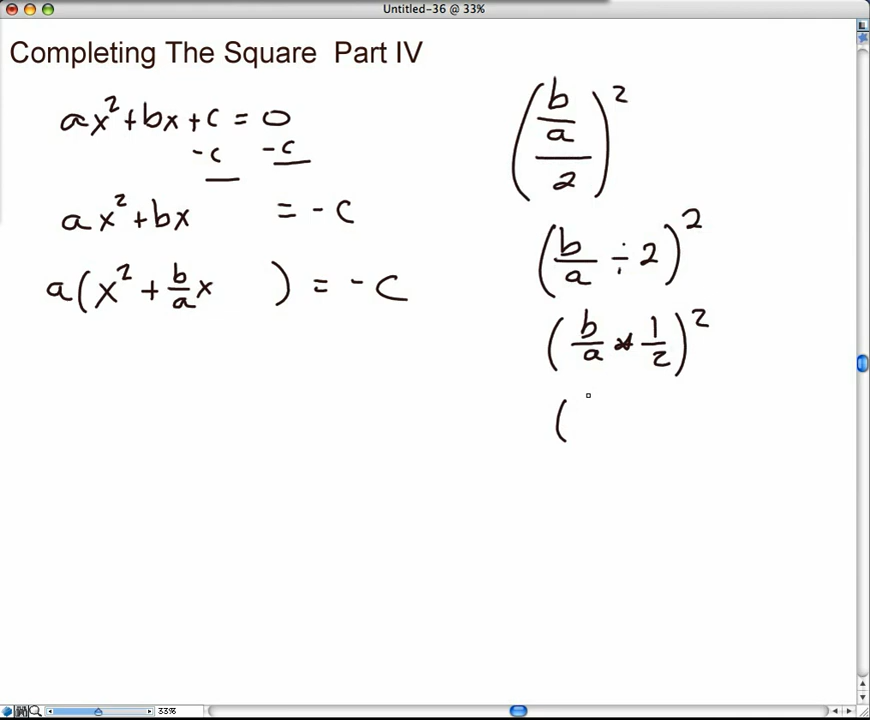 Untitled-36 @ 33%
Completing The Square Part IV
ax²+bx+c = 0
-c -c
ax²+bx = -c
a(x²+b/a x ) = -c
((b/a)/2)²
(b/a ÷ 2)²
(b/a * 1/2)²
(
33%